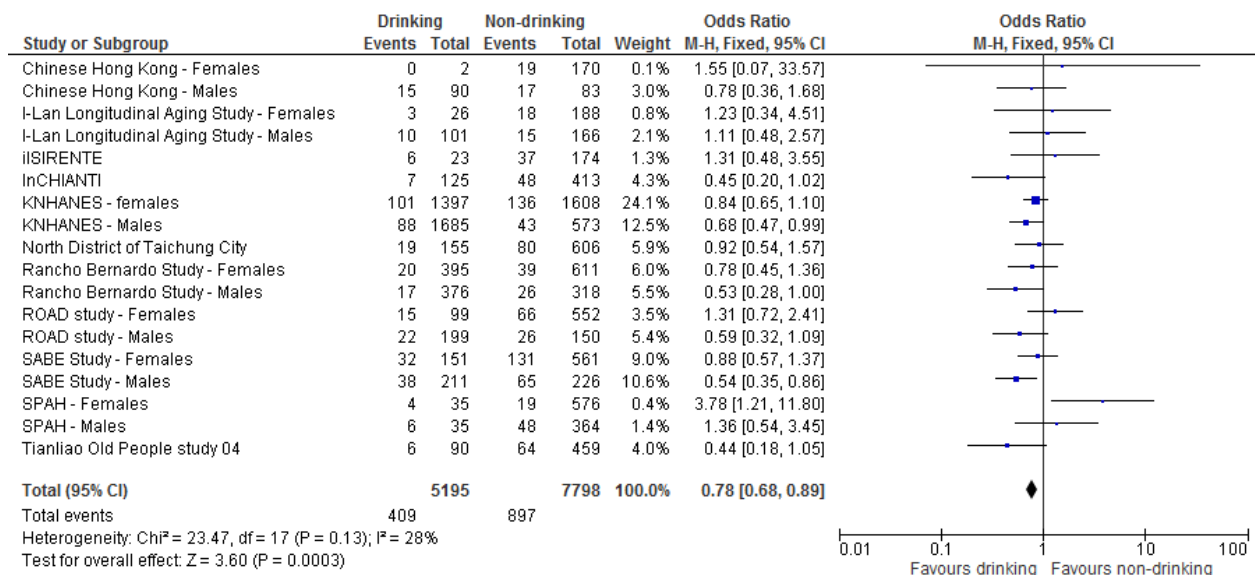 Drinking Non-drinking Odds Ratio Odds Ratio
Study or Subgroup Events Total Events Total Weight M-H, Fixed, 95% CI M-H, Fixed, 95% CI
Chinese Hong Kong - Females 0 2 19 170 0.1% 1.55 [0.07, 33.57]
Chinese Hong Kong - Males 15 90 17 83 3.0% 0.78 [0.36, 1.68]
I-Lan Longitudinal Aging Study - Females 3 26 18 188 0.8% 1.23 [0.34, 4.51]
I-Lan Longitudinal Aging Study - Males 10 101 15 166 2.1% 1.11 [0.48, 2.57]
ilSIRENTE 6 23 37 174 1.3% 1.31 [0.48, 3.55]
InCHIANTI 7 125 48 413 4.3% 0.45 [0.20, 1.02]
KNHANES - females 101 1397 136 1608 24.1% 0.84 [0.65, 1.10]
KNHANES - Males 88 1685 43 573 12.5% 0.68 [0.47, 0.99]
North District of Taichung City 19 155 80 606 5.9% 0.92 [0.54, 1.57]
Rancho Bernardo Study - Females 20 395 39 611 6.0% 0.78 [0.45, 1.36]
Rancho Bernardo Study - Males 17 376 26 318 5.5% 0.53 [0.28, 1.00]
ROAD study - Females 15 99 66 552 3.5% 1.31 [0.72, 2.41]
ROAD study - Males 22 199 26 150 5.4% 0.59 [0.32, 1.09]
SABE Study - Females 32 151 131 561 9.0% 0.88 [0.57, 1.37]
SABE Study - Males 38 211 65 226 10.6% 0.54 [0.35, 0.86]
SPAH - Females 4 35 19 576 0.4% 3.78 [1.21, 11.80]
SPAH - Males 6 35 48 364 1.4% 1.36 [0.54, 3.45]
Tianliao Old People study 04 6 90 64 459 4.0% 0.44 [0.18, 1.05]
Total (95% CI) 5195 7798 100.0% 0.78 [0.68, 0.89]
Total events 409 897
Heterogeneity: Chi² = 23.47, df = 17 (P = 0.13); I² = 28%
Test for overall effect: Z = 3.60 (P = 0.0003)
0.01 0.1 1 10 100
Favours drinking Favours non-drinking